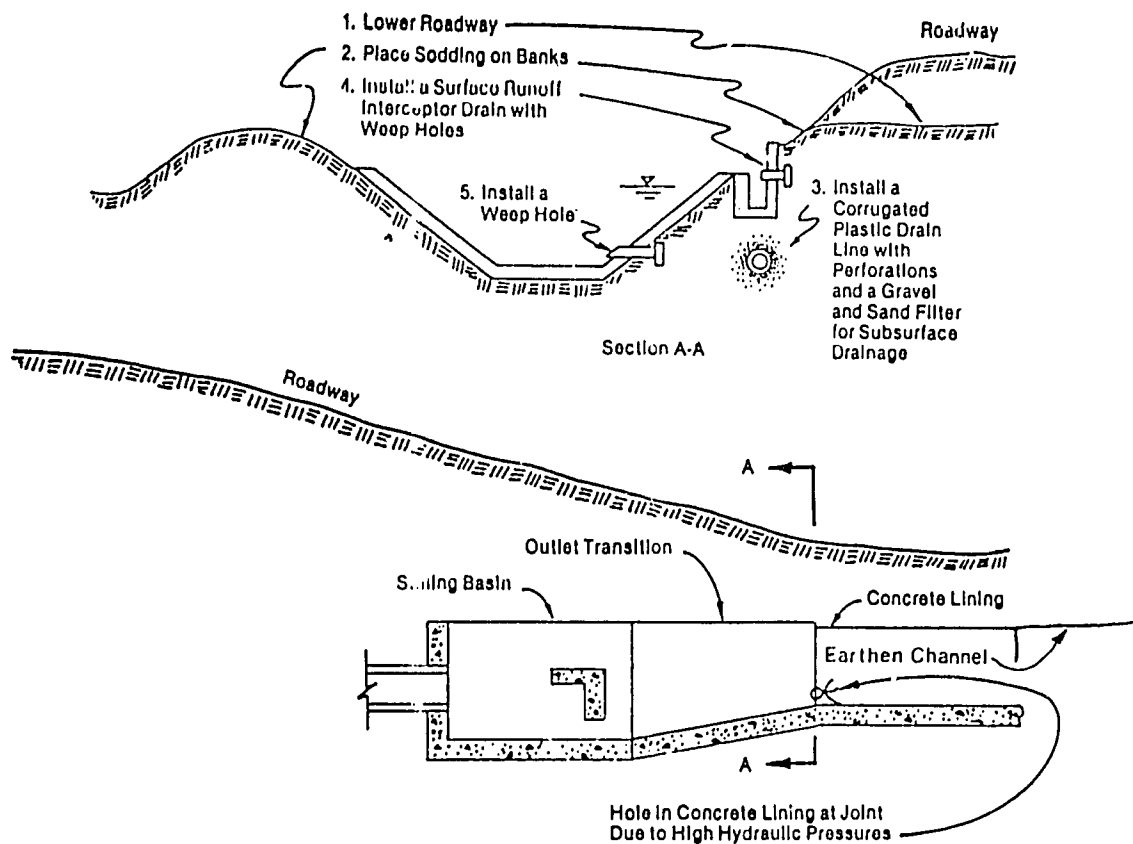 1. Lower Roadway
2. Place Sodding on Banks
4. Install a Surface Runoff
Interceptor Drain with
Weep Holes
Roadway
5. Install a
Weep Hole
3. Install a
Corrugated
Plastic Drain
Line with
Perforations
and a Gravel
and Sand Filter
for Subsurface
Drainage
Section A-A
Roadway
A
Outlet Transition
Basin
Concrete Lining
Earthen Channel
A
Hole in Concrete Lining at Joint
Due to High Hydraulic Pressures